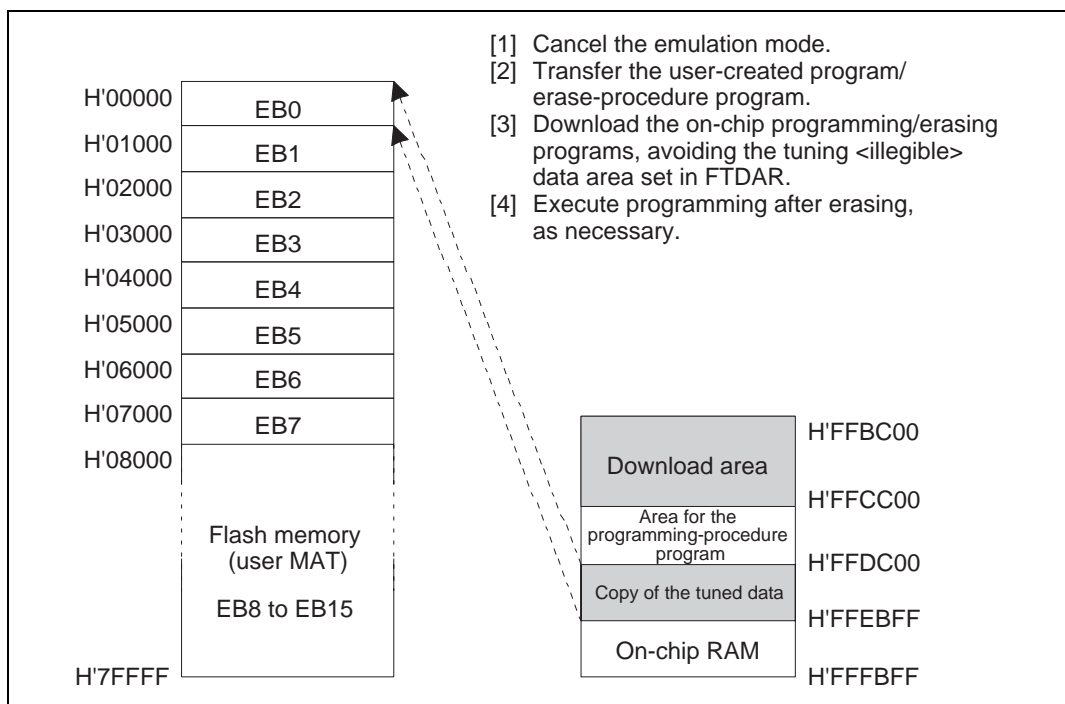 [1] Cancel the emulation mode.
[2] Transfer the user-created program/
erase-procedure program.
[3] Download the on-chip programming/erasing
programs, avoiding the tuning
data area set in FTDAR.
[4] Execute programming after erasing,
as necessary.
H'00000
EB0
H'01000
EB1
H'02000
EB2
H'03000
EB3
H'04000
EB4
H'05000
EB5
H'06000
EB6
H'07000
EB7
H'08000
Flash memory
(user MAT)
EB8 to EB15
H'7FFFF
H'FFBC00
Download area
H'FFCC00
Area for the
programming-procedure
program
H'FFDC00
Copy of the tuned data
H'FFEBFF
On-chip RAM
H'FFFBFF